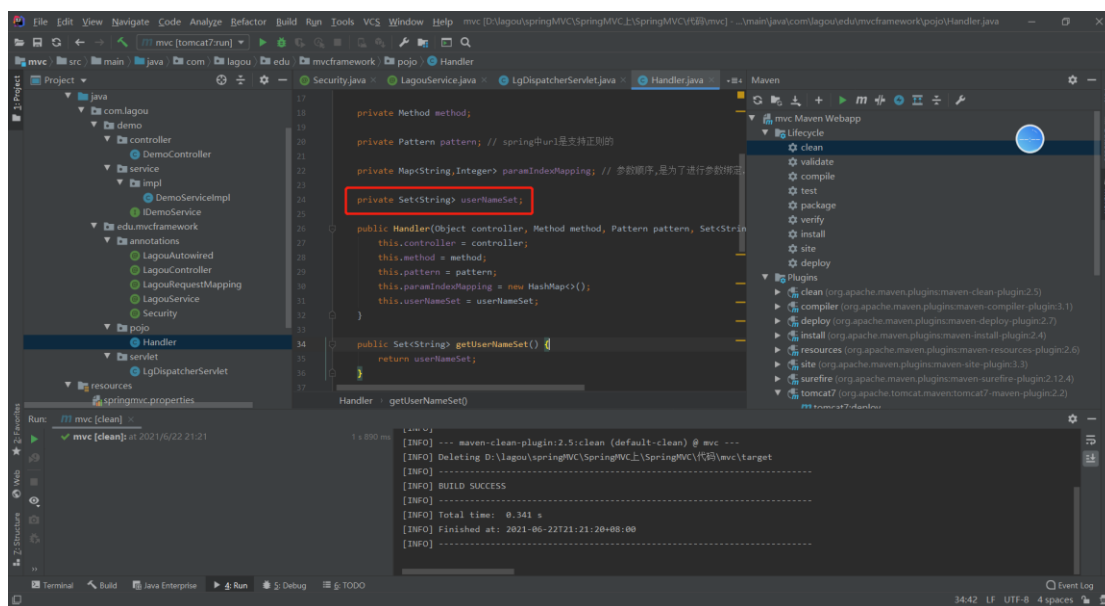 File Edit View Navigate Code Analyze Refactor Build Run Tools VCS Window Help mvc [D:\lagou\springMVC\SpringMVC上\SpringMVC\代码\mvc] - ...\main\java\com\lagou\edu\mvcframework\pojo\Handler.java
mvc [tomcat7:run]
mvc src main java com lagou edu mvcframework pojo Handler
1: Project
Project
java
com.lagou
demo
controller
DemoController
service
impl
DemoServiceImpl
IDemoService
edu.mvcframework
annotations
LagouAutowired
LagouController
LagouRequestMapping
LagouService
Security
pojo
Handler
servlet
LgDispatcherServlet
resources
springmvc.properties
Security.java LagouService.java LgDispatcherServlet.java Handler.java
17
18 private Method method;
19
20 private Pattern pattern; // spring中url是支持正则的
21
22 private Map<String,Integer> paramIndexMapping; // 参数顺序,是为了进行参数绑定,
23
24 private Set<String> userNameSet;
25
26 public Handler(Object controller, Method method, Pattern pattern, Set<Strin
27 this.controller = controller;
28 this.method = method;
29 this.pattern = pattern;
30 this.paramIndexMapping = new HashMap<>();
31 this.userNameSet = userNameSet;
32 }
33
34 public Set<String> getUserNameSet() {
35 return userNameSet;
36 }
37
Handler getUserNameSet()
Maven
mvc Maven Webapp
Lifecycle
clean
validate
compile
test
package
verify
install
site
deploy
Plugins
clean (org.apache.maven.plugins:maven-clean-plugin:2.5)
compiler (org.apache.maven.plugins:maven-compiler-plugin:3.1)
deploy (org.apache.maven.plugins:maven-deploy-plugin:2.7)
install (org.apache.maven.plugins:maven-install-plugin:2.4)
resources (org.apache.maven.plugins:maven-resources-plugin:2.6)
site (org.apache.maven.plugins:maven-site-plugin:3.3)
surefire (org.apache.maven.plugins:maven-surefire-plugin:2.12.4)
tomcat7 (org.apache.tomcat.maven:tomcat7-maven-plugin:2.2)
tomcat7:deploy
2: Favorites
Web
Z: Structure
Run: mvc [clean]
mvc [clean]: at 2021/6/22 21:21 1 s 890 ms
[INFO]
[INFO] --- maven-clean-plugin:2.5:clean (default-clean) @ mvc ---
[INFO] Deleting D:\lagou\springMVC\SpringMVC上\SpringMVC\代码\mvc\target
[INFO] ------------------------------------------------------------------------
[INFO] BUILD SUCCESS
[INFO] ------------------------------------------------------------------------
[INFO] Total time: 0.341 s
[INFO] Finished at: 2021-06-22T21:21:20+08:00
[INFO] ------------------------------------------------------------------------
Terminal Build Java Enterprise 4: Run 5: Debug 6: TODO Event Log
34:42 LF UTF-8 4 spaces